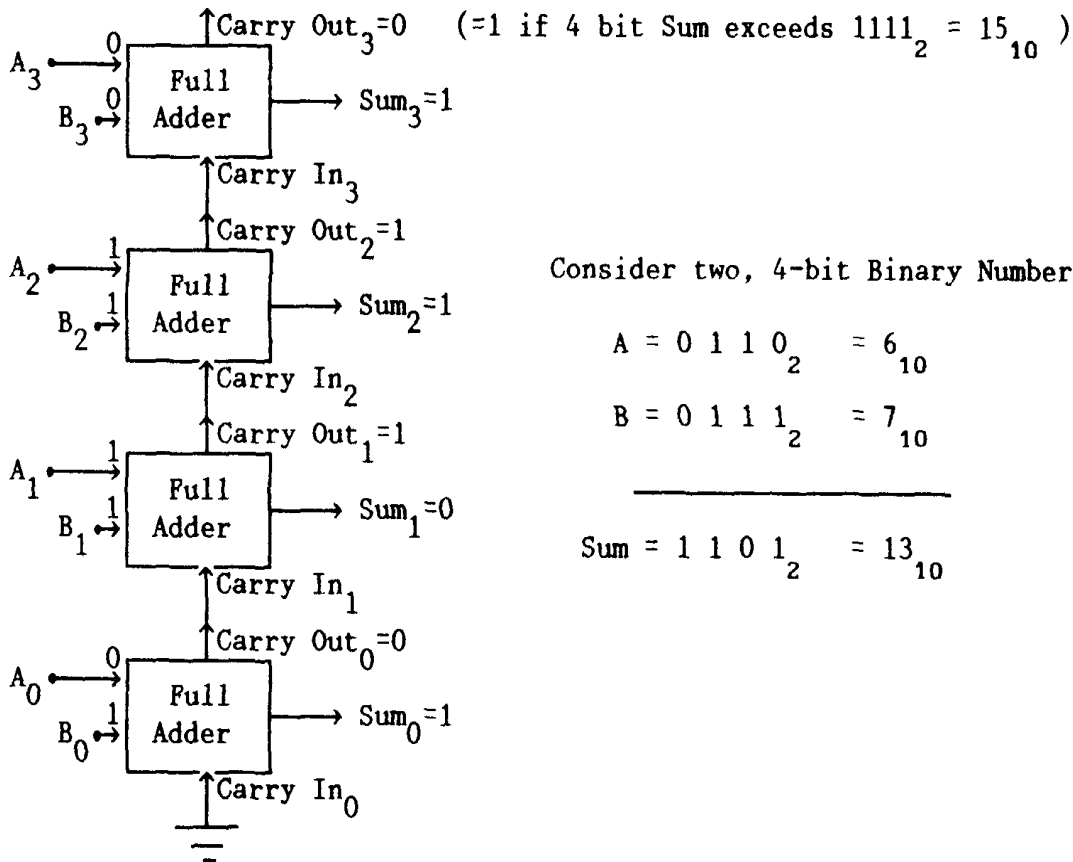 Carry Out3=0 (=1 if 4 bit Sum exceeds 1111₂ = 15₁₀ )
0
A₃
Full
Adder
0
B₃
Sum₃=1
Carry In₃
Carry Out₂=1
1
A₂
Full
Adder
1
B₂
Sum₂=1
Carry In₂
Carry Out₁=1
1
A₁
Full
Adder
1
B₁
Sum₁=0
Carry In₁
Carry Out₀=0
0
A₀
Full
Adder
1
B₀
Sum₀=1
Carry In₀
Consider two, 4-bit Binary Number
A = 0 1 1 0₂ = 6₁₀
B = 0 1 1 1₂ = 7₁₀
Sum = 1 1 0 1₂ = 13₁₀